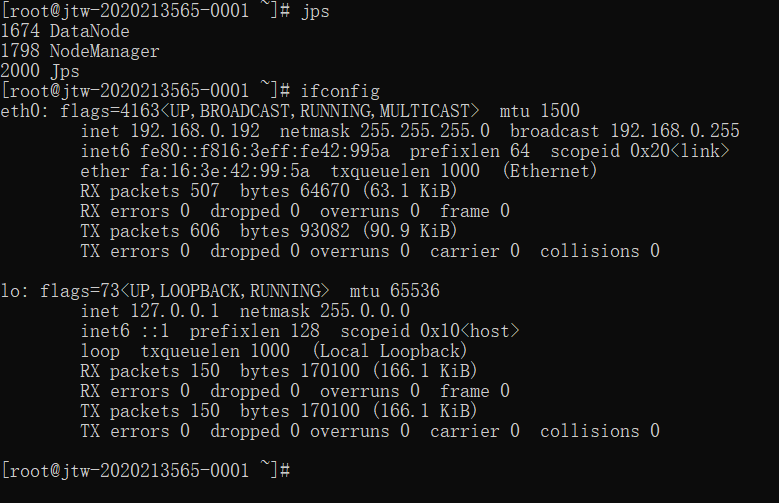 [root@jtw-2020213565-0001 ~]# jps
1674 DataNode
1798 NodeManager
2000 Jps
[root@jtw-2020213565-0001 ~]# ifconfig
eth0: flags=4163<UP,BROADCAST,RUNNING,MULTICAST>  mtu 1500
        inet 192.168.0.192  netmask 255.255.255.0  broadcast 192.168.0.255
        inet6 fe80::f816:3eff:fe42:995a  prefixlen 64  scopeid 0x20<link>
        ether fa:16:3e:42:99:5a  txqueuelen 1000  (Ethernet)
        RX packets 507  bytes 64670 (63.1 KiB)
        RX errors 0  dropped 0  overruns 0  frame 0
        TX packets 606  bytes 93082 (90.9 KiB)
        TX errors 0  dropped 0 overruns 0  carrier 0  collisions 0

lo: flags=73<UP,LOOPBACK,RUNNING>  mtu 65536
        inet 127.0.0.1  netmask 255.0.0.0
        inet6 ::1  prefixlen 128  scopeid 0x10<host>
        loop  txqueuelen 1000  (Local Loopback)
        RX packets 150  bytes 170100 (166.1 KiB)
        RX errors 0  dropped 0  overruns 0  frame 0
        TX packets 150  bytes 170100 (166.1 KiB)
        TX errors 0  dropped 0 overruns 0  carrier 0  collisions 0

[root@jtw-2020213565-0001 ~]#